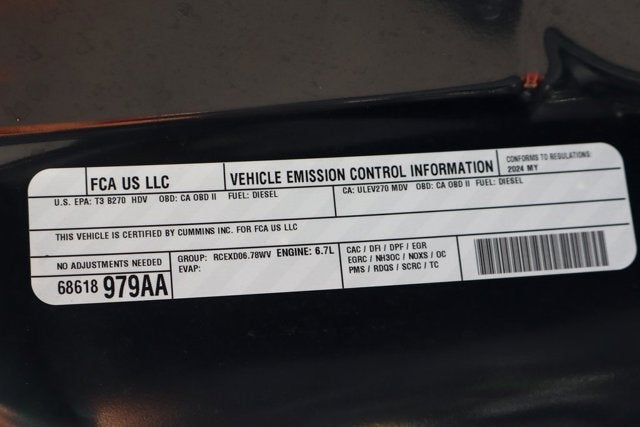 FCA US LLC
VEHICLE EMISSION CONTROL INFORMATION
CONFORMS TO REGULATIONS:
2024 MY
U.S. EPA: T3 B270 HDV OBD: CA OBD II FUEL: DIESEL
CA: ULEV270 MDV OBD: CA OBD II FUEL: DIESEL
THIS VEHICLE IS CERTIFIED BY CUMMINS INC. FOR FCA US LLC
NO ADJUSTMENTS NEEDED
68618 979AA
GROUP: RCEXD06.78WV ENGINE: 6.7L
EVAP:
CAC / DFI / DPF / EGR
EGRC / NH3OC / NOXS / OC
PMS / RDQS / SCRC / TC